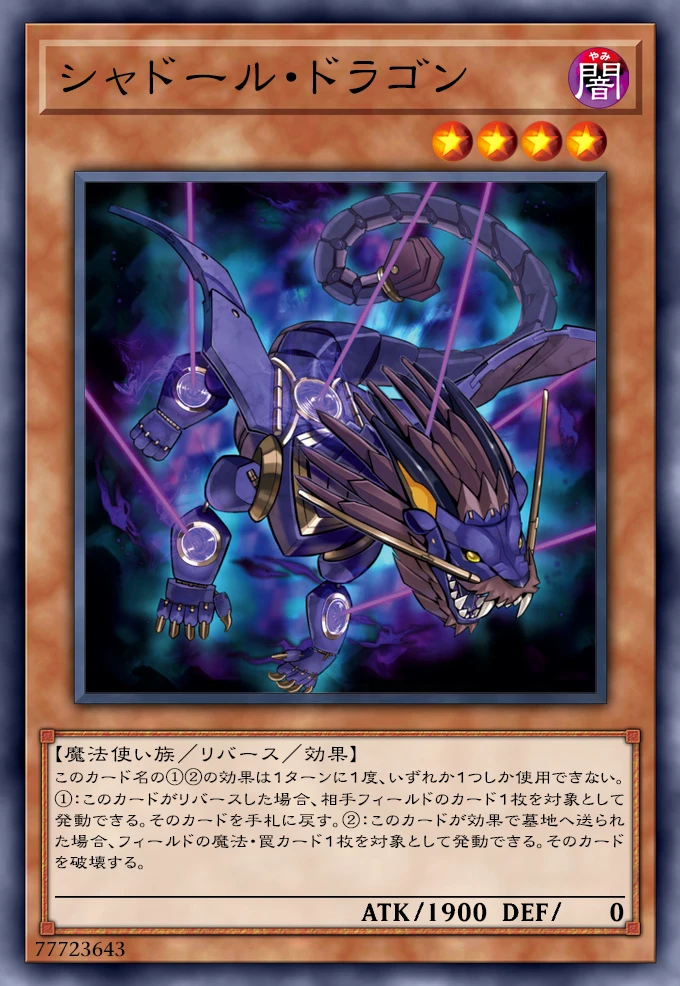 シャドール・ドラゴン
やみ
闇
【魔法使い族／リバース／効果】
このカード名の①②の効果は1ターンに1度、いずれか1つしか使用できない。
①：このカードがリバースした場合、相手フィールドのカード1枚を対象として
発動できる。そのカードを手札に戻す。②：このカードが効果で墓地へ送られ
た場合、フィールドの魔法・罠カード1枚を対象として発動できる。そのカード
を破壊する。
ATK/1900 DEF/ 0
77723643